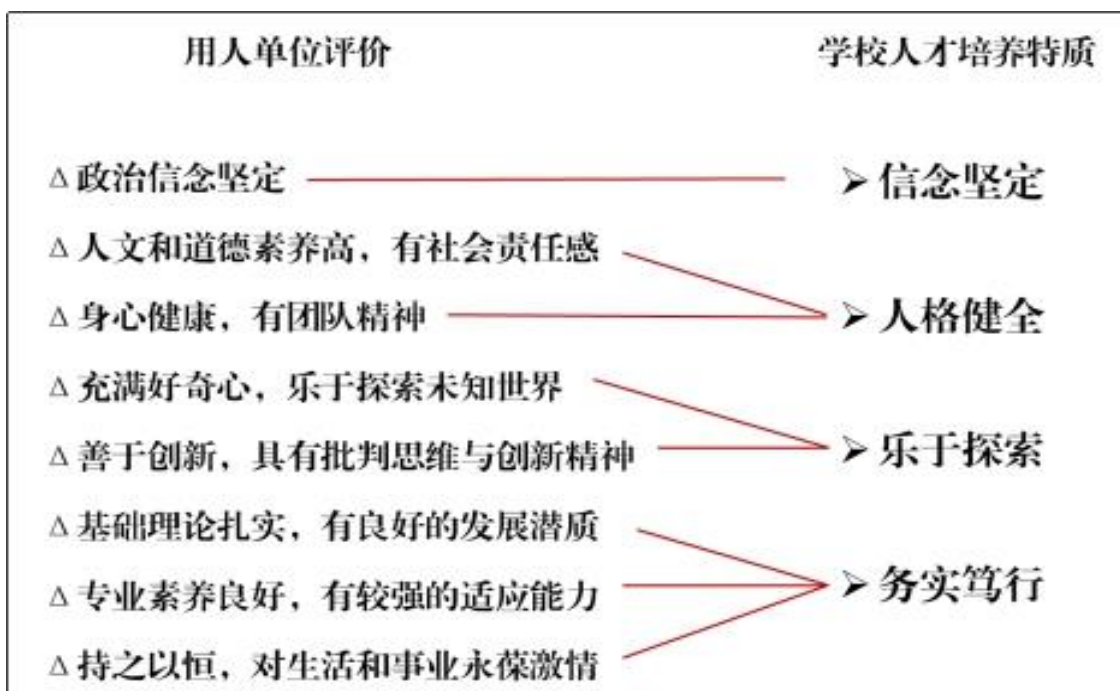 用人单位评价
学校人才培养特质
△ 政治信念坚定
➢ 信念坚定
△ 人文和道德素养高，有社会责任感
△ 身心健康，有团队精神
➢ 人格健全
△ 充满好奇心，乐于探索未知世界
△ 善于创新，具有批判思维与创新精神
➢ 乐于探索
△ 基础理论扎实，有良好的发展潜质
△ 专业素养良好，有较强的适应能力
➢ 务实笃行
△ 持之以恒，对生活和事业永葆激情